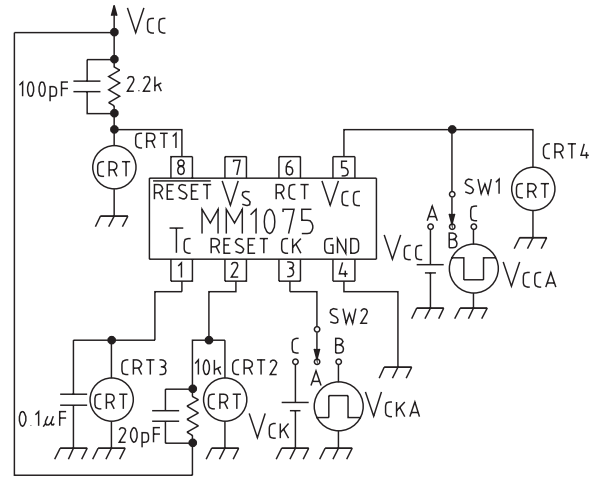 VCC
100pF 2.2k
CRT1
CRT
8 7 6 5
RESET VS RCT VCC
MM1075
TC RESET CK GND
1 2 3 4
CRT4
SW1
CRT
A C
B
VCC
VCCA
SW2
C B
A
CRT3
CRT
0.1μF
10k CRT2
CRT
20pF
VCK
VCKA